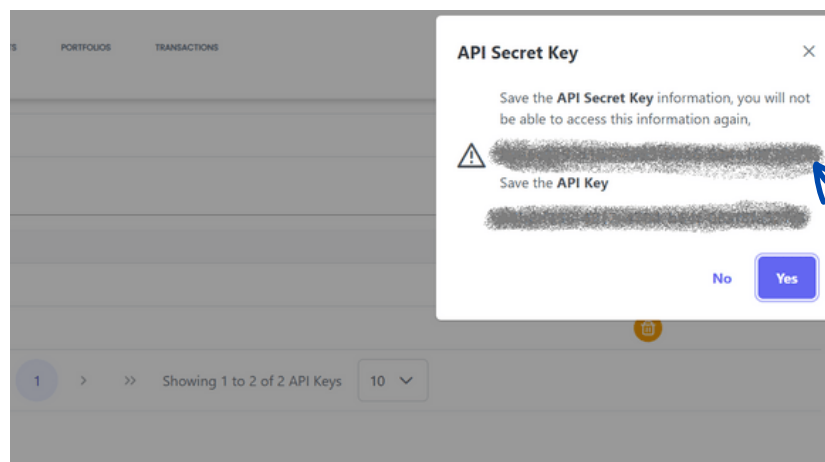 PORTFOLIOS TRANSACTIONS
API Secret Key
Save the API Secret Key information, you will not
be able to access this information again,
Save the API Key
No Yes
1 > >> Showing 1 to 2 of 2 API Keys 10